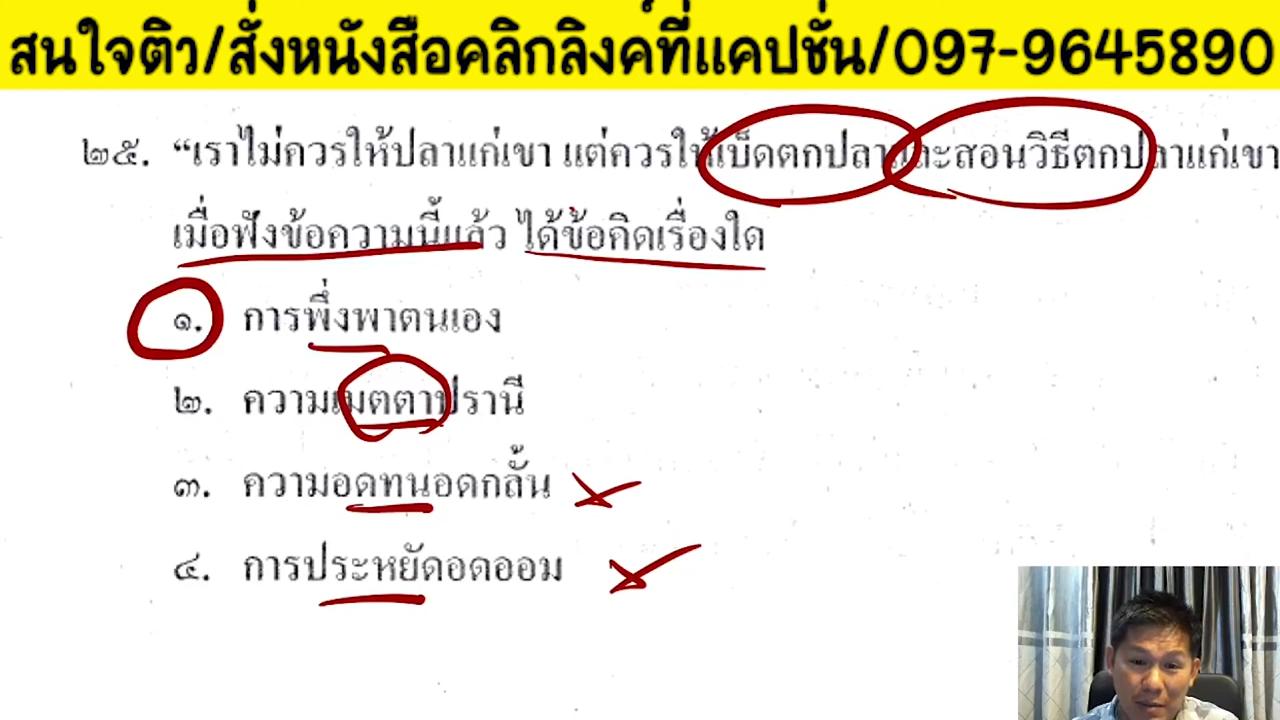 สนใจติว/สั่งหนังสือคลิกลิงค์ที่แคปชั่น/097-9645890
๒๕. “เราไม่ควรให้ปลาแก่เขา แต่ควรให้เบ็ดตกปลาและสอนวิธีตกปลาแก่เขา
เมื่อฟังข้อความนี้แล้ว ได้ข้อคิดเรื่องใด
๑. การพึ่งพาตนเอง
๒. ความเมตตาปรานี
๓. ความอดทนอดกลั้น
๔. การประหยัดอดออม